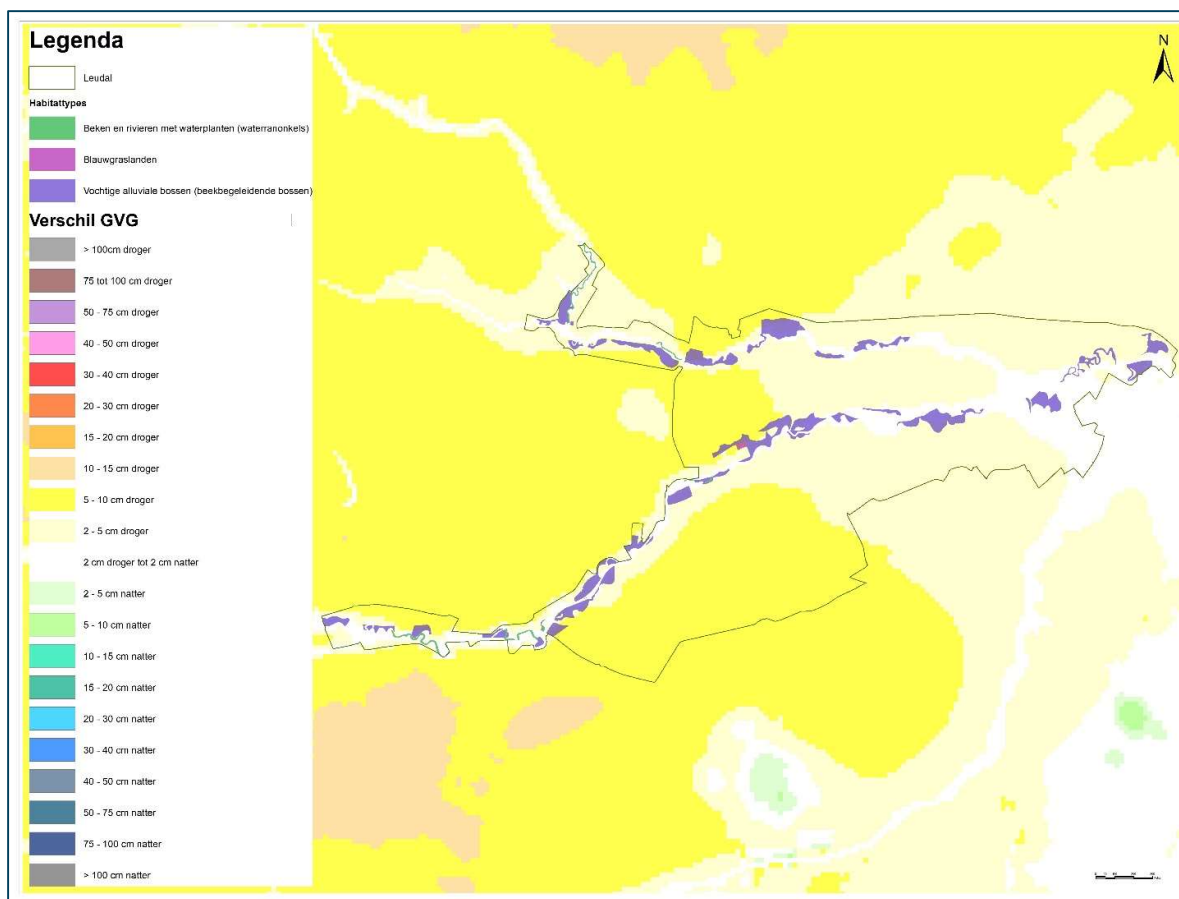 Legenda
N
Leudal
Habitattypes
Beken en rivieren met waterplanten (waterranonkels)
Blauwgraslanden
Vochtige alluviale bossen (beekbegeleidende bossen)
Verschil GVG
> 100cm droger
75 tot 100 cm droger
50 - 75 cm droger
40 - 50 cm droger
30 - 40 cm droger
20 - 30 cm droger
15 - 20 cm droger
10 - 15 cm droger
5 - 10 cm droger
2 - 5 cm droger
2 cm droger tot 2 cm natter
2 - 5 cm natter
5 - 10 cm natter
10 - 15 cm natter
15 - 20 cm natter
20 - 30 cm natter
30 - 40 cm natter
40 - 50 cm natter
50 - 75 cm natter
75 - 100 cm natter
> 100 cm natter